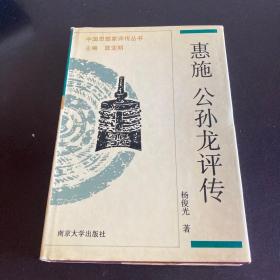 中国思想家评传丛书
主编 匡亚明
惠施 公孙龙评传
杨俊光 著
南京大学出版社